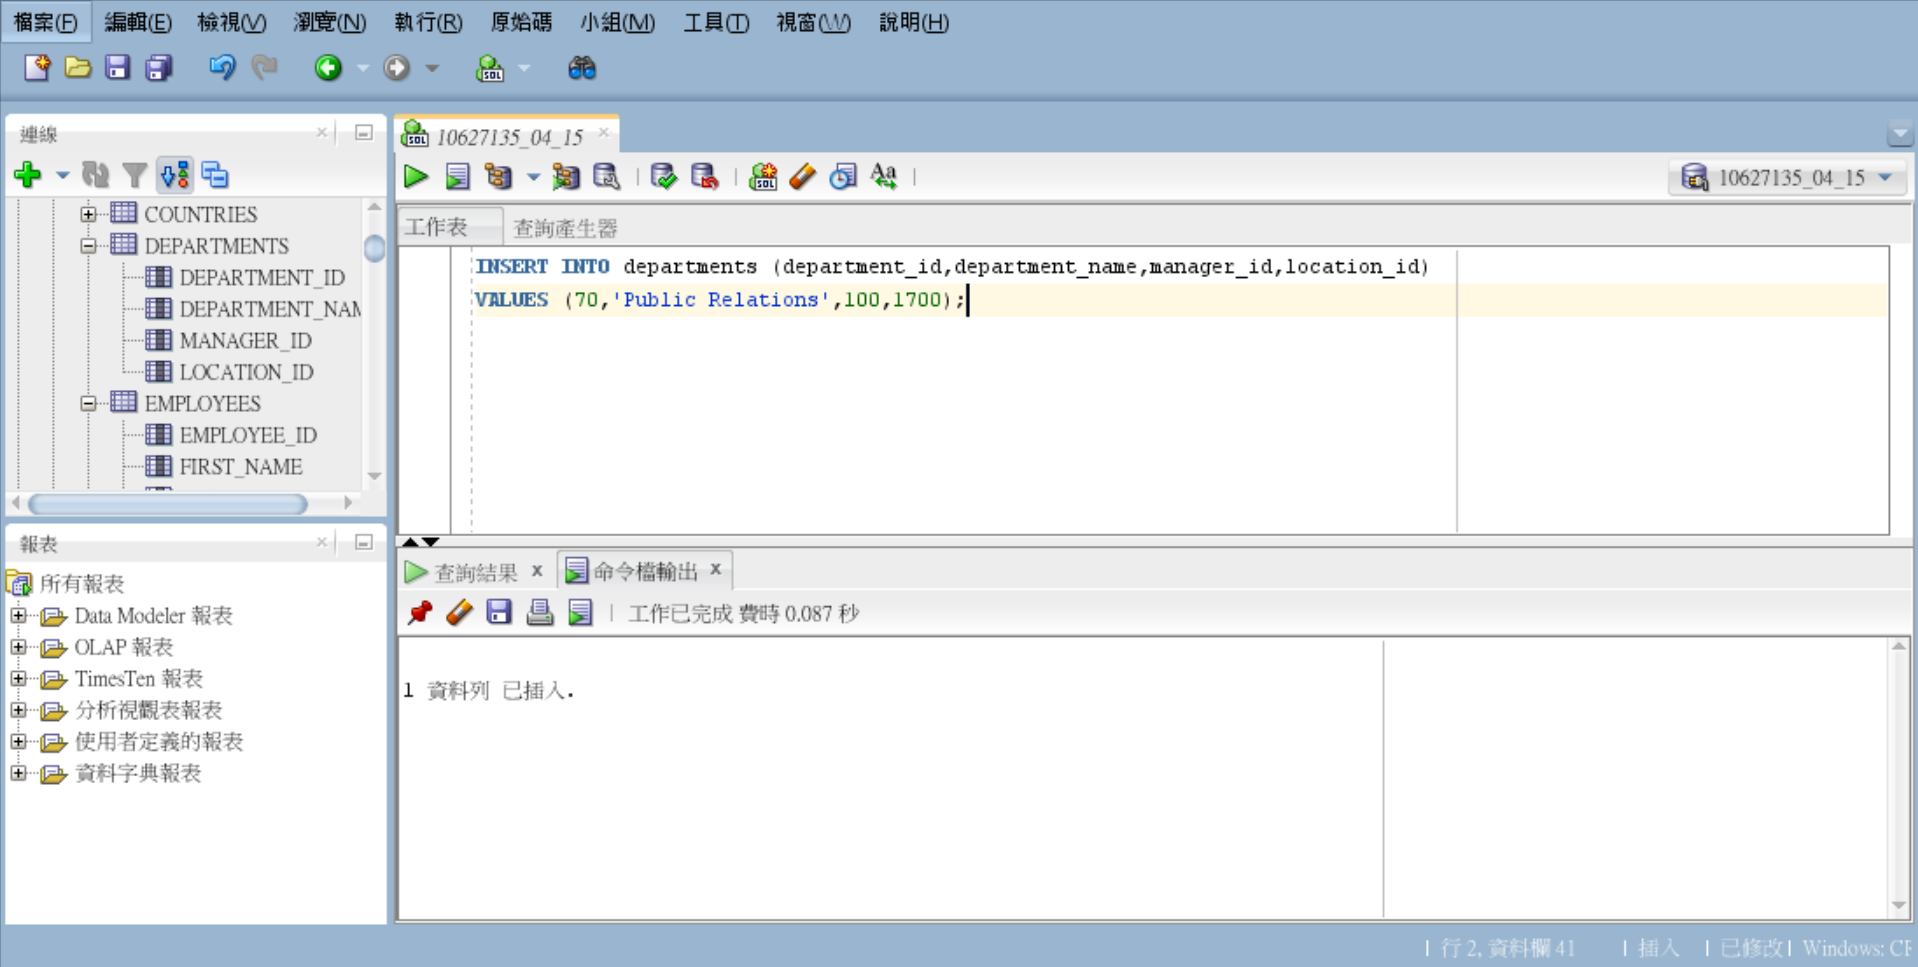 檔案(F) 編輯(E) 檢視(V) 瀏覽(N) 執行(R) 原始碼 小組(M) 工具(T) 視窗(W) 說明(H)
連線
COUNTRIES
DEPARTMENTS
DEPARTMENT_ID
DEPARTMENT_NAM
MANAGER_ID
LOCATION_ID
EMPLOYEES
EMPLOYEE_ID
FIRST_NAME
報表
所有報表
Data Modeler 報表
OLAP 報表
TimesTen 報表
分析視觀表報表
使用者定義的報表
資料字典報表
10627135_04_15
10627135_04_15
工作表 查詢產生器
INSERT INTO departments (department_id,department_name,manager_id,location_id)
VALUES (70,'Public Relations',100,1700);
查詢結果 x 命令檔輸出 x
工作已完成 費時 0.087 秒
1 資料列 已插入.
行 2, 資料欄 41 插入 已修改 Windows: CF